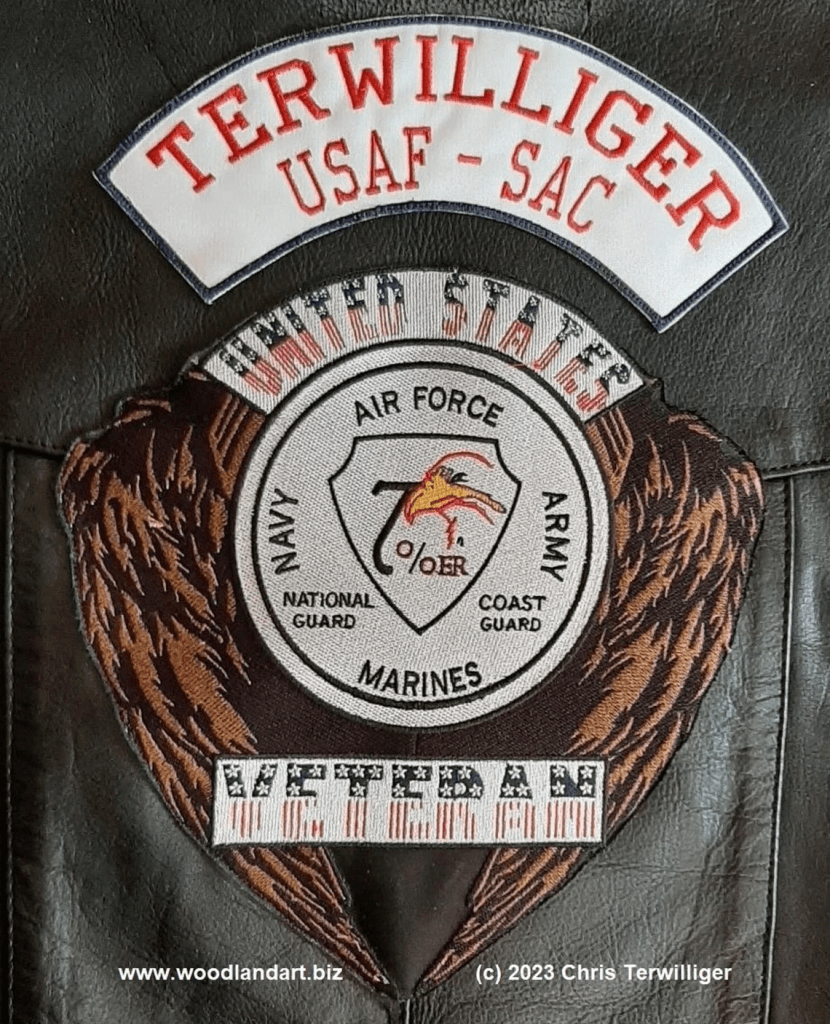 TERWILLIGER
USAF - SAC
UNITED STATES
AIR FORCE
NAVY
ARMY
7
%ER
NATIONAL
GUARD
COAST
GUARD
MARINES
VETERAN
www.woodlandart.biz
(c) 2023 Chris Terwilliger